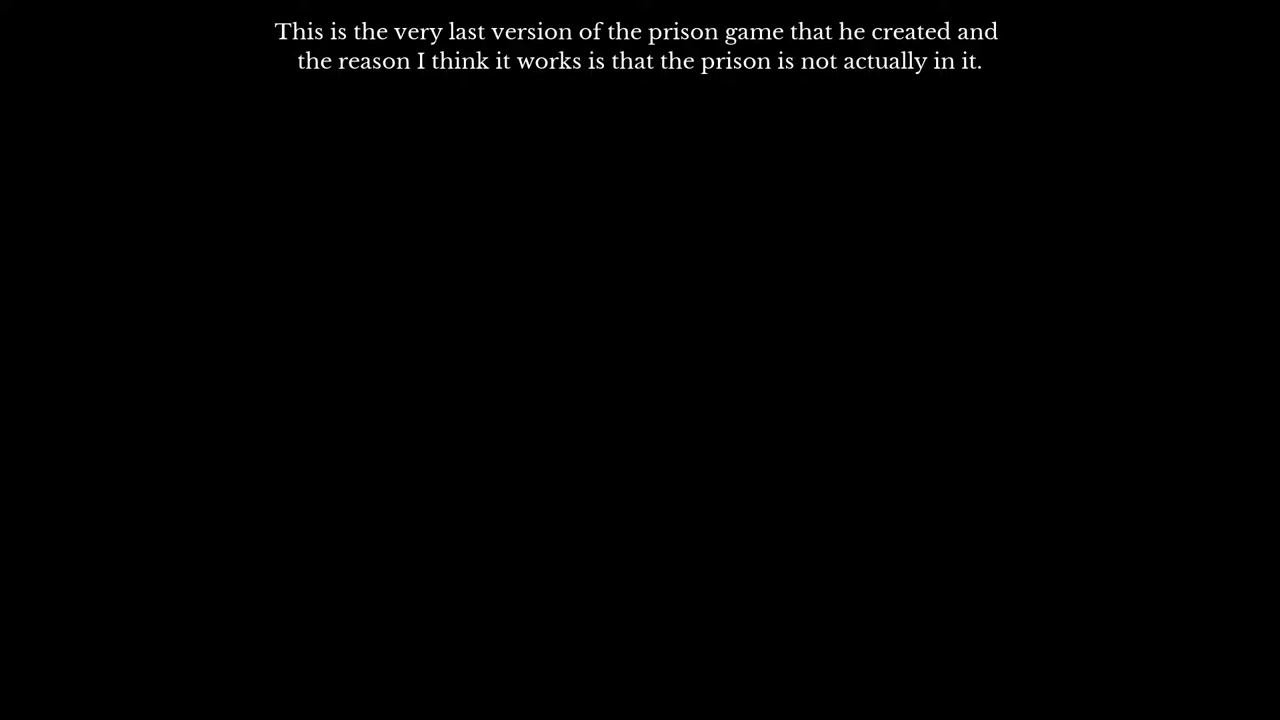 This is the very last version of the prison game that he created and
the reason I think it works is that the prison is not actually in it.